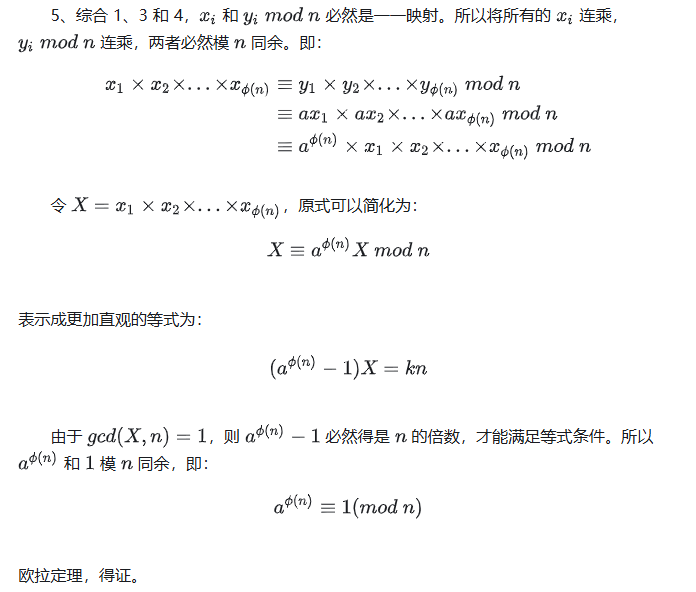 5、综合 1、3 和 4，$x_i$ 和 $y_i \ mod \ n$ 必然是一一映射。所以将所有的 $x_i$ 连乘，
$y_i \ mod \ n$ 连乘，两者必然模 $n$ 同余。即：
$x_1 \times x_2 \times \ldots \times x_{\phi(n)} \equiv y_1 \times y_2 \times \ldots \times y_{\phi(n)} \ mod \ n$
$\equiv ax_1 \times ax_2 \times \ldots \times ax_{\phi(n)} \ mod \ n$
$\equiv a^{\phi(n)} \times x_1 \times x_2 \times \ldots \times x_{\phi(n)} \ mod \ n$
令 $X = x_1 \times x_2 \times \ldots \times x_{\phi(n)}$，原式可以简化为：
$X \equiv a^{\phi(n)} X \ mod \ n$
表示成更加直观的等式为：
$(a^{\phi(n)} - 1)X = kn$
由于 $gcd(X, n) = 1$，则 $a^{\phi(n)} - 1$ 必然得是 $n$ 的倍数，才能满足等式条件。所以
$a^{\phi(n)}$ 和 $1$ 模 $n$ 同余，即：
$a^{\phi(n)} \equiv 1(mod \ n)$
欧拉定理，得证。